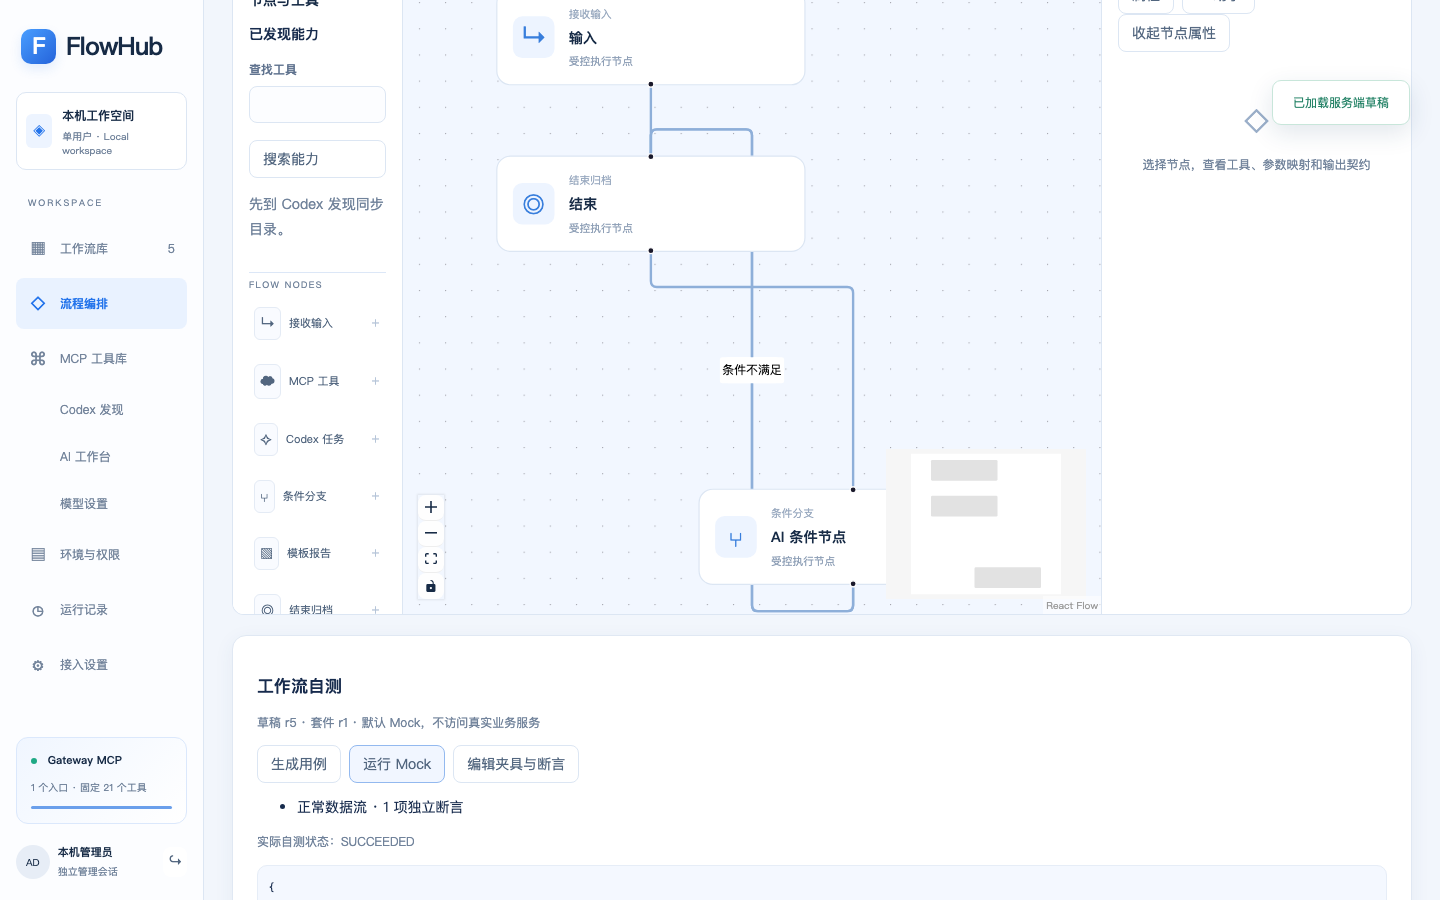 F FlowHub
本机工作空间
单用户 · Local
workspace
WORKSPACE
工作流库 5
流程编排
MCP 工具库
Codex 发现
AI 工作台
模型设置
环境与权限
运行记录
接入设置
Gateway MCP
1 个入口 · 固定 21 个工具
AD
本机管理员
独立管理会话
节点与工具
已发现能力
查找工具
搜索能力
先到 Codex 发现同步
目录。
FLOW NODES
接收输入 +
MCP 工具 +
Codex 任务 +
条件分支 +
模板报告 +
结束归档 +
接收输入
输入
受控执行节点
结束归档
结束
受控执行节点
条件不满足
条件分支
AI 条件节点
受控执行节点
React Flow
收起节点属性
已加载服务端草稿
选择节点，查看工具、参数映射和输出契约
工作流自测
草稿 r5 · 套件 r1 · 默认 Mock，不访问真实业务服务
生成用例
运行 Mock
编辑夹具与断言
正常数据流 · 1 项独立断言
实际自测状态：SUCCEEDED
{